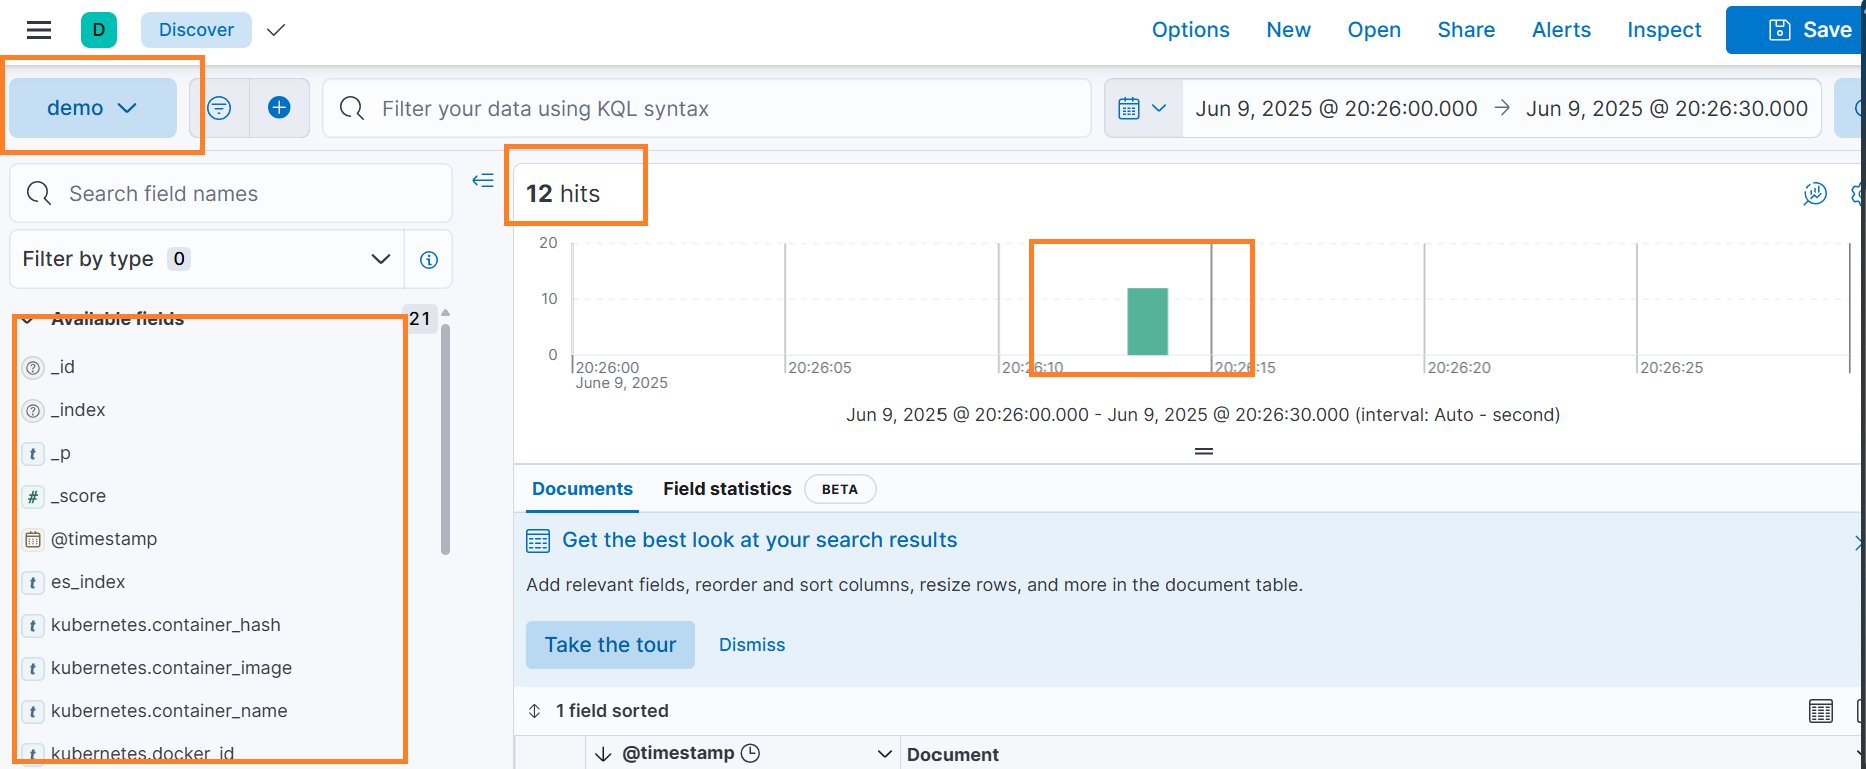 D Discover Options New Open Share Alerts Inspect Save
demo Filter your data using KQL syntax Jun 9, 2025 @ 20:26:00.000 → Jun 9, 2025 @ 20:26:30.000
Search field names
Filter by type 0
Available fields 21
_id
_index
_p
_score
@timestamp
es_index
kubernetes.container_hash
kubernetes.container_image
kubernetes.container_name
kubernetes.docker_id
12 hits
20
10
0
20:26:00 20:26:05 20:26:10 20:26:15 20:26:20 20:26:25
June 9, 2025
Jun 9, 2025 @ 20:26:00.000 - Jun 9, 2025 @ 20:26:30.000 (interval: Auto - second)
Documents Field statistics BETA
Get the best look at your search results
Add relevant fields, reorder and sort columns, resize rows, and more in the document table.
Take the tour Dismiss
1 field sorted
@timestamp Document